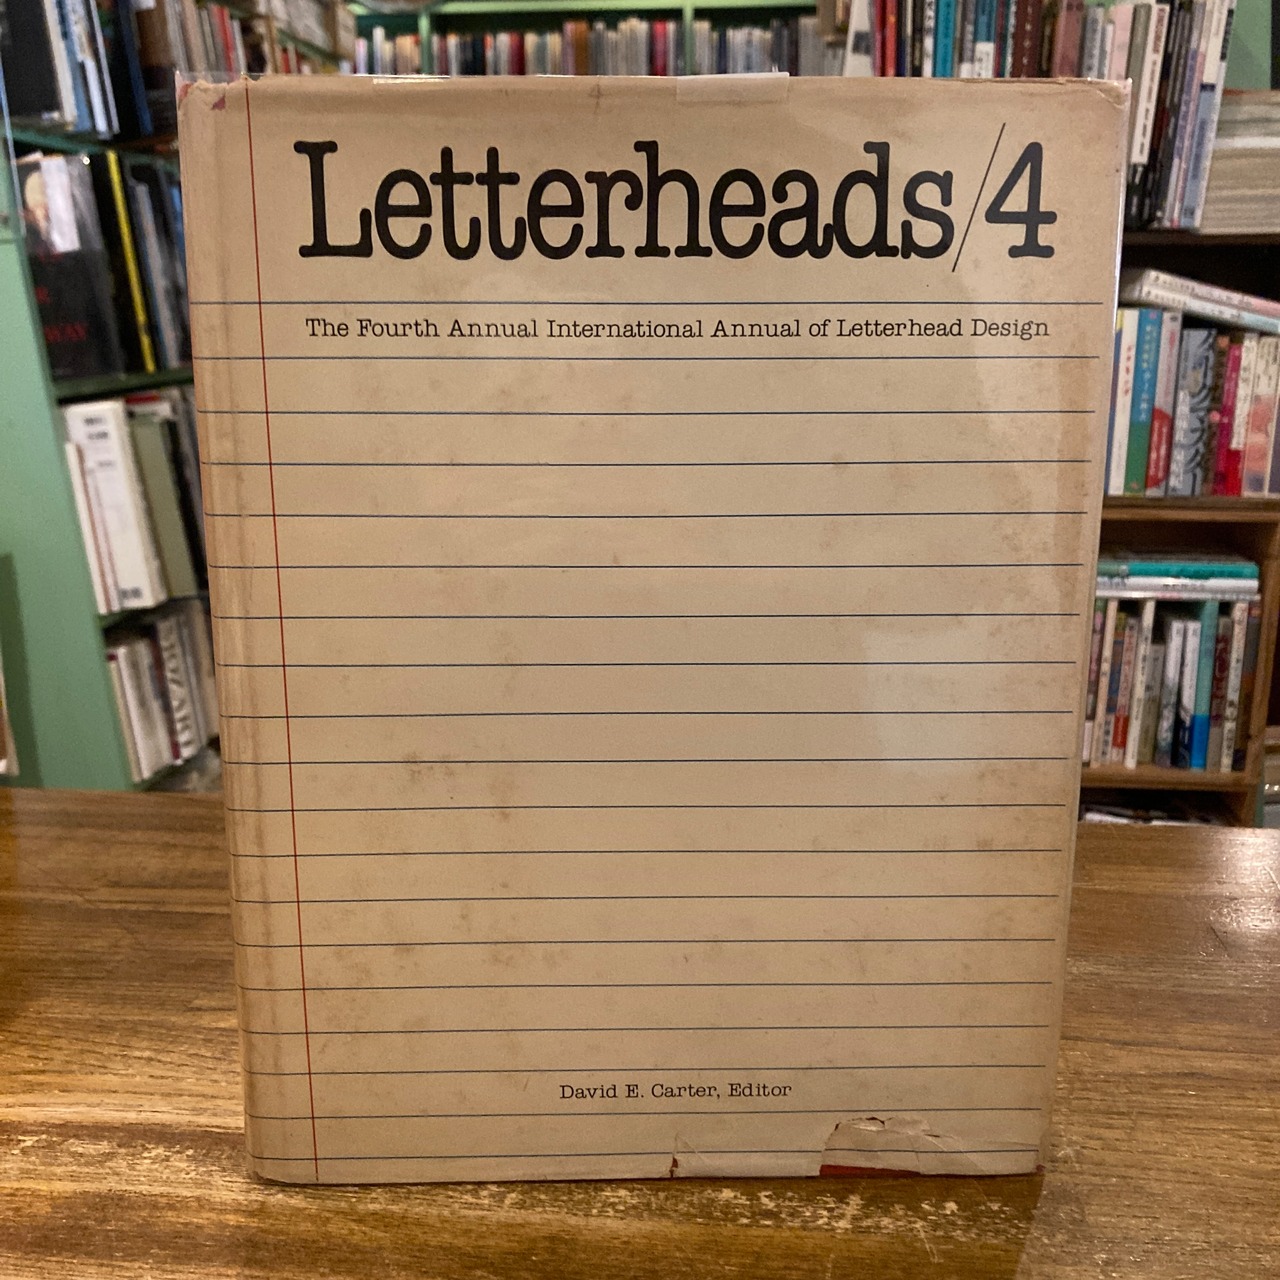 Letterheads/4
The Fourth Annual International Annual of Letterhead Design
David E. Carter, Editor